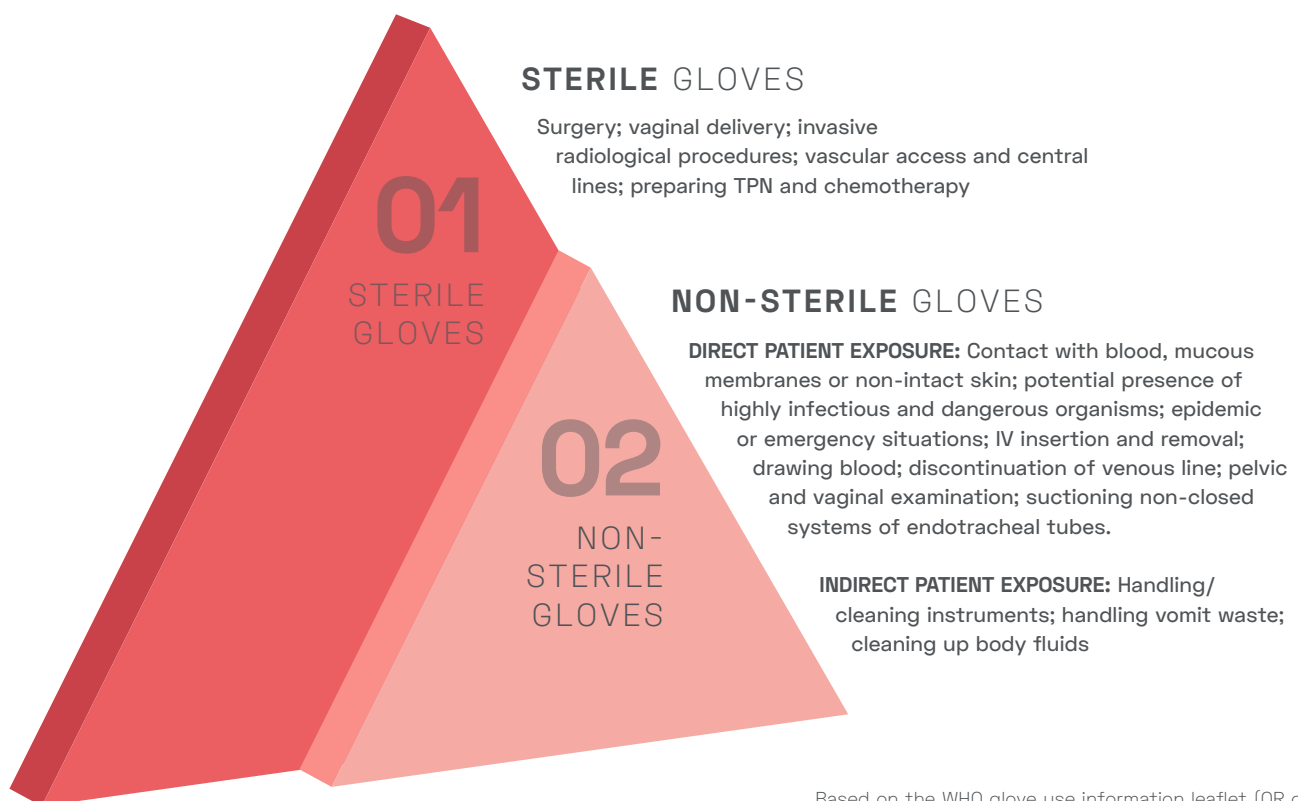 STERILE GLOVES
Surgery; vaginal delivery; invasive
radiological procedures; vascular access and central
lines; preparing TPN and chemotherapy
01
STERILE
GLOVES
NON-STERILE GLOVES
DIRECT PATIENT EXPOSURE: Contact with blood, mucous
membranes or non-intact skin; potential presence of
highly infectious and dangerous organisms; epidemic
or emergency situations; IV insertion and removal;
drawing blood; discontinuation of venous line; pelvic
and vaginal examination; suctioning non-closed
systems of endotracheal tubes.
02
NON-
STERILE
GLOVES
INDIRECT PATIENT EXPOSURE: Handling/
cleaning instruments; handling vomit waste;
cleaning up body fluids
Based on the WHO glove use information leaflet (QR